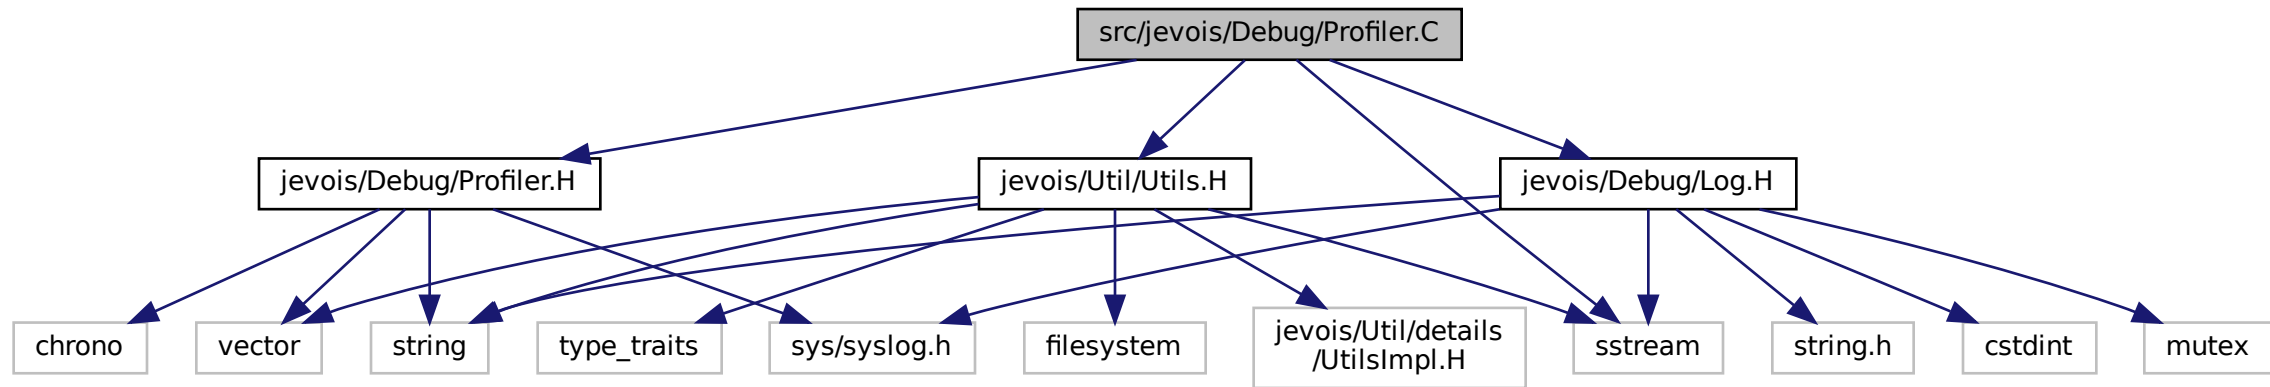 src/jevois/Debug/Profiler.C
jevois/Debug/Profiler.H
jevois/Util/Utils.H
jevois/Debug/Log.H
chrono
vector
string
type_traits
sys/syslog.h
filesystem
jevois/Util/details
/UtilsImpl.H
sstream
string.h
cstdint
mutex